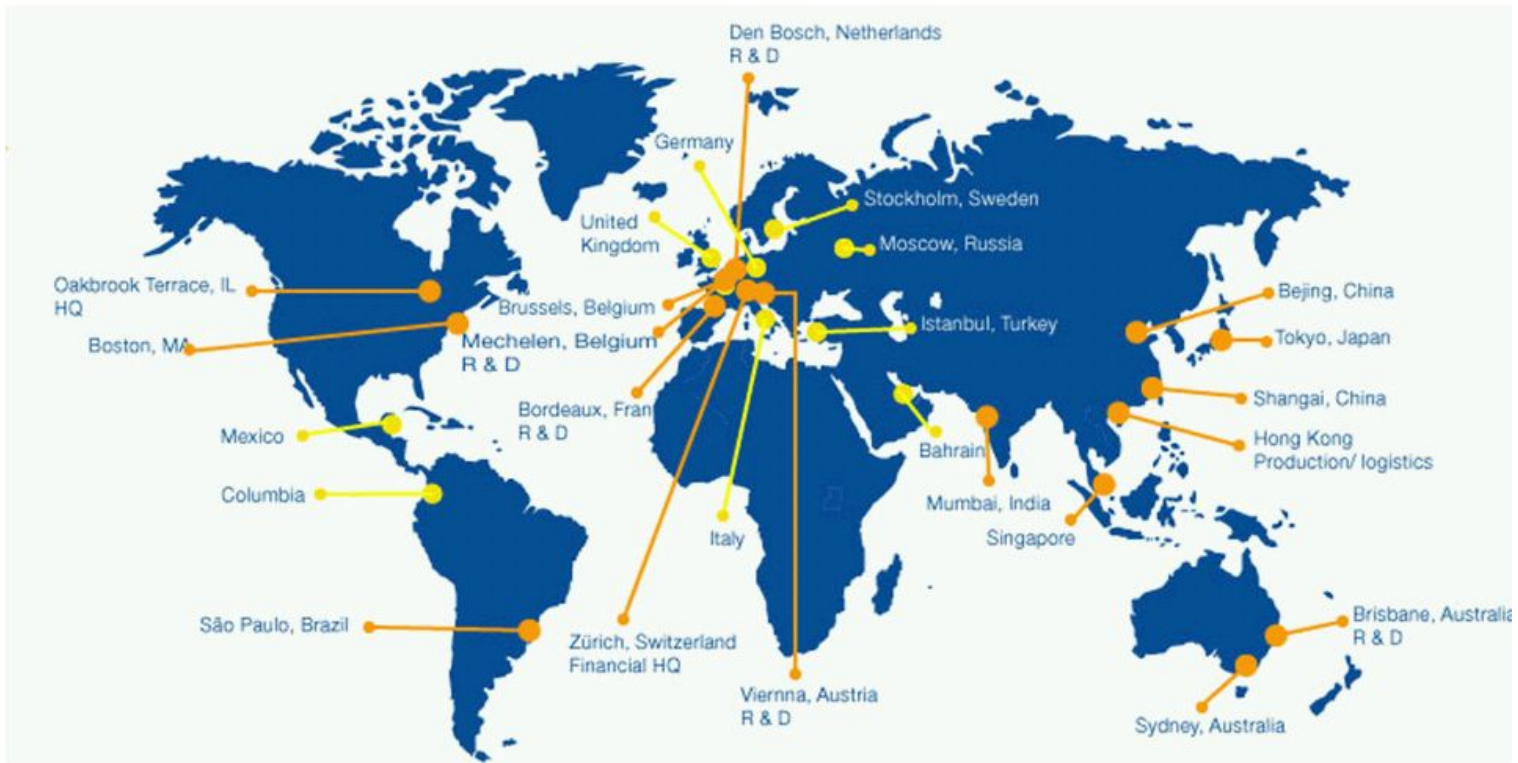 Den Bosch, Netherlands
R & D
Germany
Stockholm, Sweden
United
Kingdom
Moscow, Russia
Oakbrook Terrace, IL
HQ
Brussels, Belgium
Bejing, China
Istanbul, Turkey
Boston, MA
Mechelen, Belgium
R & D
Tokyo, Japan
Bordeaux, Fran
R & D
Shangai, China
Mexico
Bahrain
Hong Kong
Production/ logistics
Columbia
Mumbai, India
Italy
Singapore
São Paulo, Brazil
Zürich, Switzerland
Financial HQ
Brisbane, Australia
R & D
Viernna, Austria
R & D
Sydney, Australia